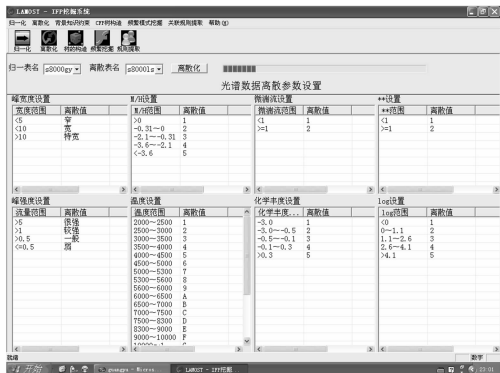 LAMOST - IFP挖掘系统
归一化 离散化 背景知识约束 CFP树构造 频繁模式挖掘 关联规则提取 帮助(Q)
归一化 离散化 树的构造 频繁挖掘 规则提取
归一表名 s8000gy 离散表名 s80001s 离散化
光谱数据离散参数设置
峰宽度设置
宽度范围 离散值
<5 窄
<10 宽
>10 特宽
M/H设置
M/H范围 离散值
>0 1
-0.31~0 2
-2.1~-0.31 3
-3.6~-2.1 4
<-3.6 5
微湍流设置
微湍流范围 离散值
<1 1
>=1 2
**设置
**范围 离散值
<1 1
>=1 2
峰强度设置
流量范围 离散值
>5 很强
>1 较强
>0.5 一般
<=0.5 弱
温度设置
温度范围 离散值
2000~2500 1
2500~3000 2
3000~3500 3
3500~4000 4
4000~4500 5
4500~5000 6
5000~5300 7
5300~5600 8
5600~6000 9
6000~6500 A
6500~7000 B
7000~7500 C
7500~8300 D
8300~9000 E
9000~10000 F
化学丰度设置
化学丰度... 离散值
-3.0 1
-3.0~-0.5 2
-0.5~-0.1 3
-0.1~0.3 4
>0.3 5
log设置
log范围 离散值
<0 1
0~1.1 2
1.1~2.6 3
2.6~4.1 4
>4.1 5
就绪 数字
开始 guangpu - Micros... LAMOST - IFP挖掘... 23:01